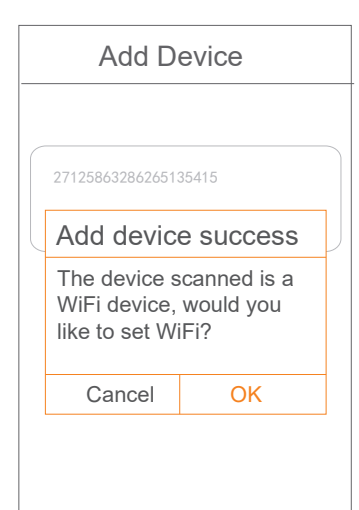 Add Device
27125863286265135415
Add device success
The device scanned is a
WiFi device, would you
like to set WiFi?
Cancel
OK